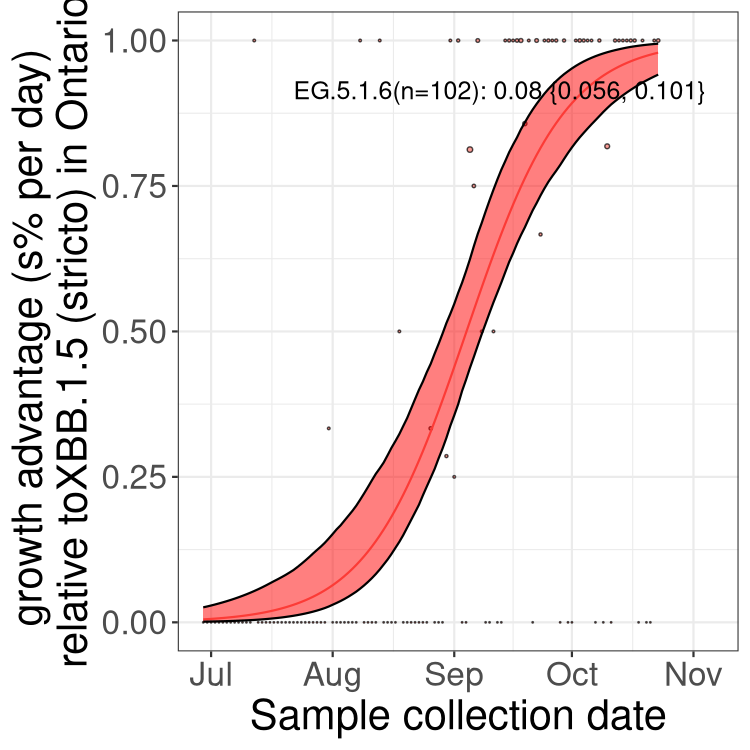 growth advantage (s% per day)
relative toXBB.1.5 (stricto) in Ontario
1.00
0.75
0.50
0.25
0.00
EG.5.1.6(n=102): 0.08 {0.056, 0.101}
Jul Aug Sep Oct Nov
Sample collection date